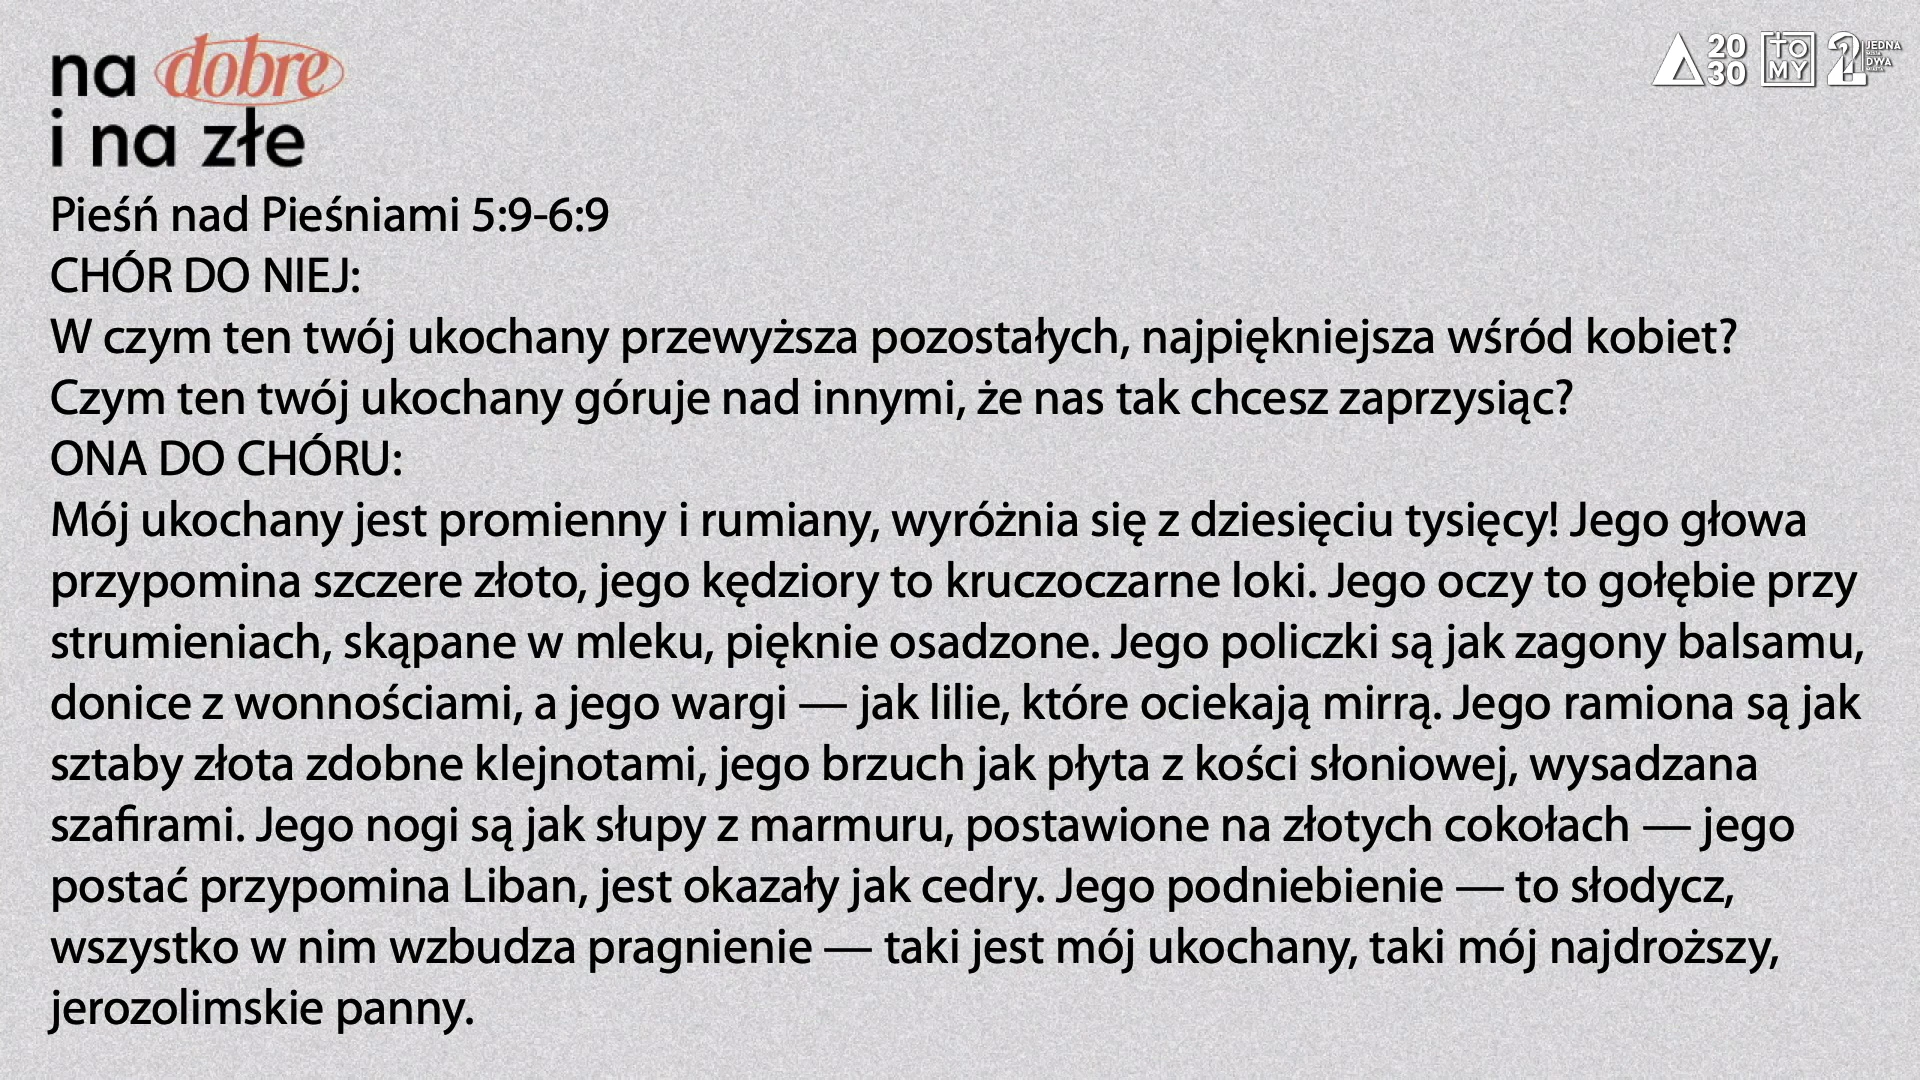 na dobre
i na złe
2030
TOMY
2 JEDNA
DWA
Pieśń nad Pieśniami 5:9-6:9
CHÓR DO NIEJ:
W czym ten twój ukochany przewyższa pozostałych, najpiękniejsza wśród kobiet?
Czym ten twój ukochany góruje nad innymi, że nas tak chcesz zaprzysiąc?
ONA DO CHÓRU:
Mój ukochany jest promienny i rumiany, wyróżnia się z dziesięciu tysięcy! Jego głowa
przypomina szczere złoto, jego kędziory to kruczoczarne loki. Jego oczy to gołębie przy
strumieniach, skąpane w mleku, pięknie osadzone. Jego policzki są jak zagony balsamu,
donice z wonnościami, a jego wargi — jak lilie, które ociekają mirrą. Jego ramiona są jak
sztaby złota zdobne klejnotami, jego brzuch jak płyta z kości słoniowej, wysadzana
szafirami. Jego nogi są jak słupy z marmuru, postawione na złotych cokołach — jego
postać przypomina Liban, jest okazały jak cedry. Jego podniebienie — to słodycz,
wszystko w nim wzbudza pragnienie — taki jest mój ukochany, taki mój najdroższy,
jerozolimskie panny.